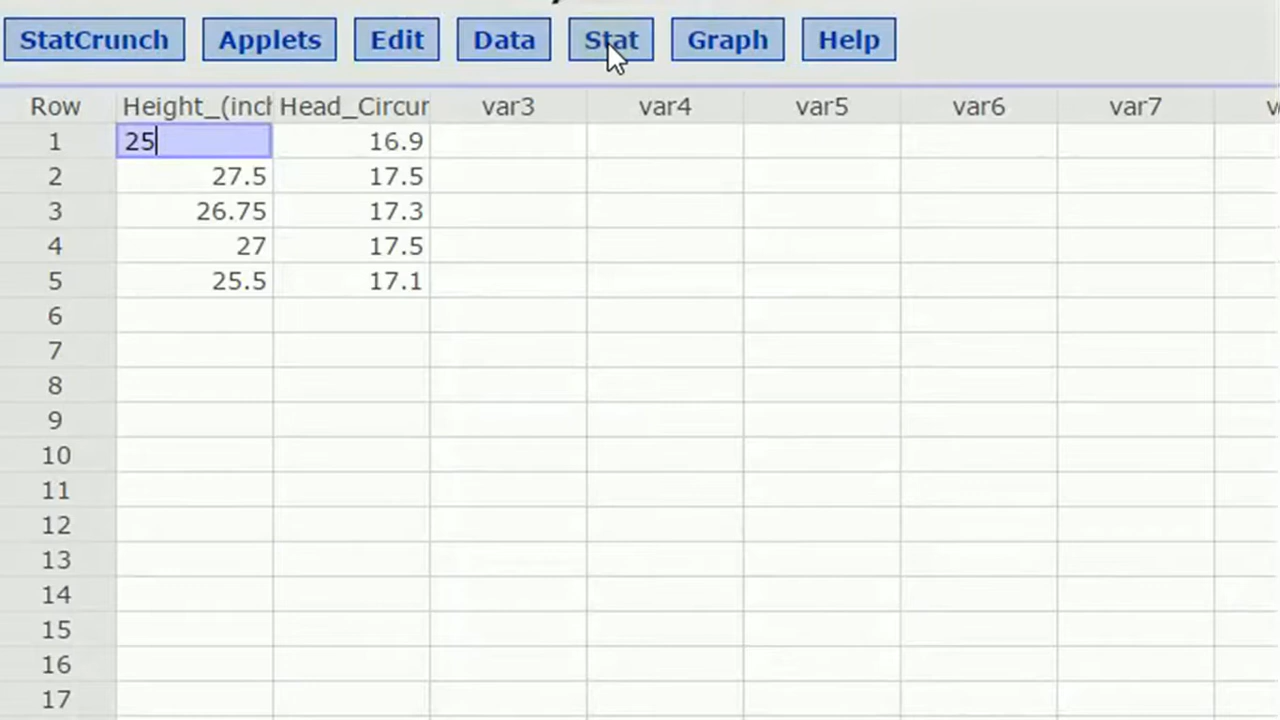 StatCrunch Applets Edit Data Stat Graph Help
Row Height_(inch Head_Circur var3 var4 var5 var6 var7
1 25 16.9
2 27.5 17.5
3 26.75 17.3
4 27 17.5
5 25.5 17.1
6
7
8
9
10
11
12
13
14
15
16
17